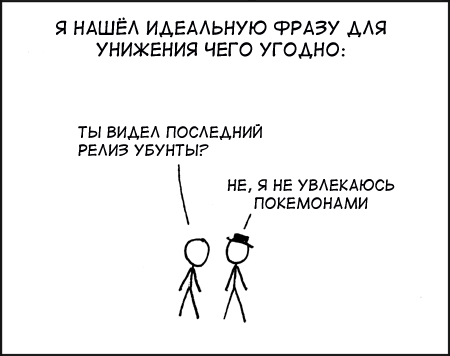 Я НАШЁЛ ИДЕАЛЬНУЮ ФРАЗУ ДЛЯ
УНИЖЕНИЯ ЧЕГО УГОДНО:
ТЫ ВИДЕЛ ПОСЛЕДНИЙ
РЕЛИЗ УБУНТЫ?
НЕ, Я НЕ УВЛЕКАЮСЬ
ПОКЕМОНАМИ